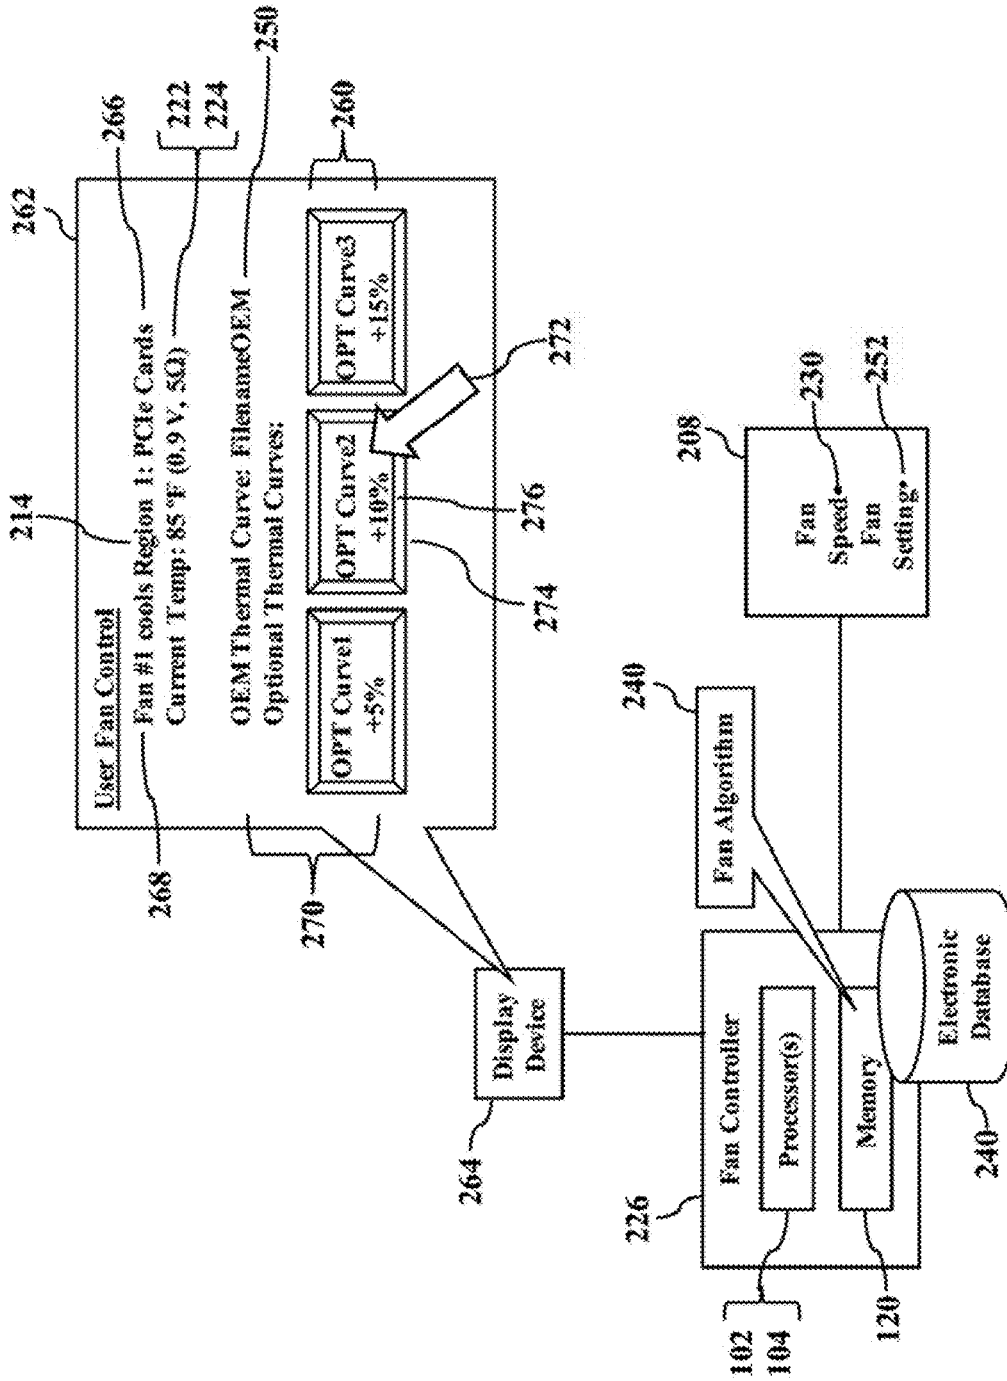 262
266
222
224
250
214
User Fan Control
Fan #1 cools Region 1: PCIe Cards
Current Temp: 85 °F (0.9 V, 5Ω)
OEM Thermal Curve: FilenameOEM
Optional Thermal Curves:
OPT Curve1
+5%
OPT Curve2
+10%
OPT Curve3
+15%
260
268
270
274
276
272
264
Display
Device
226
Fan Controller
Processor(s)
Memory
102
104
120
240
Fan Algorithm
Electronic
Database
240
208
Fan
Speed
Fan
Setting
230
252